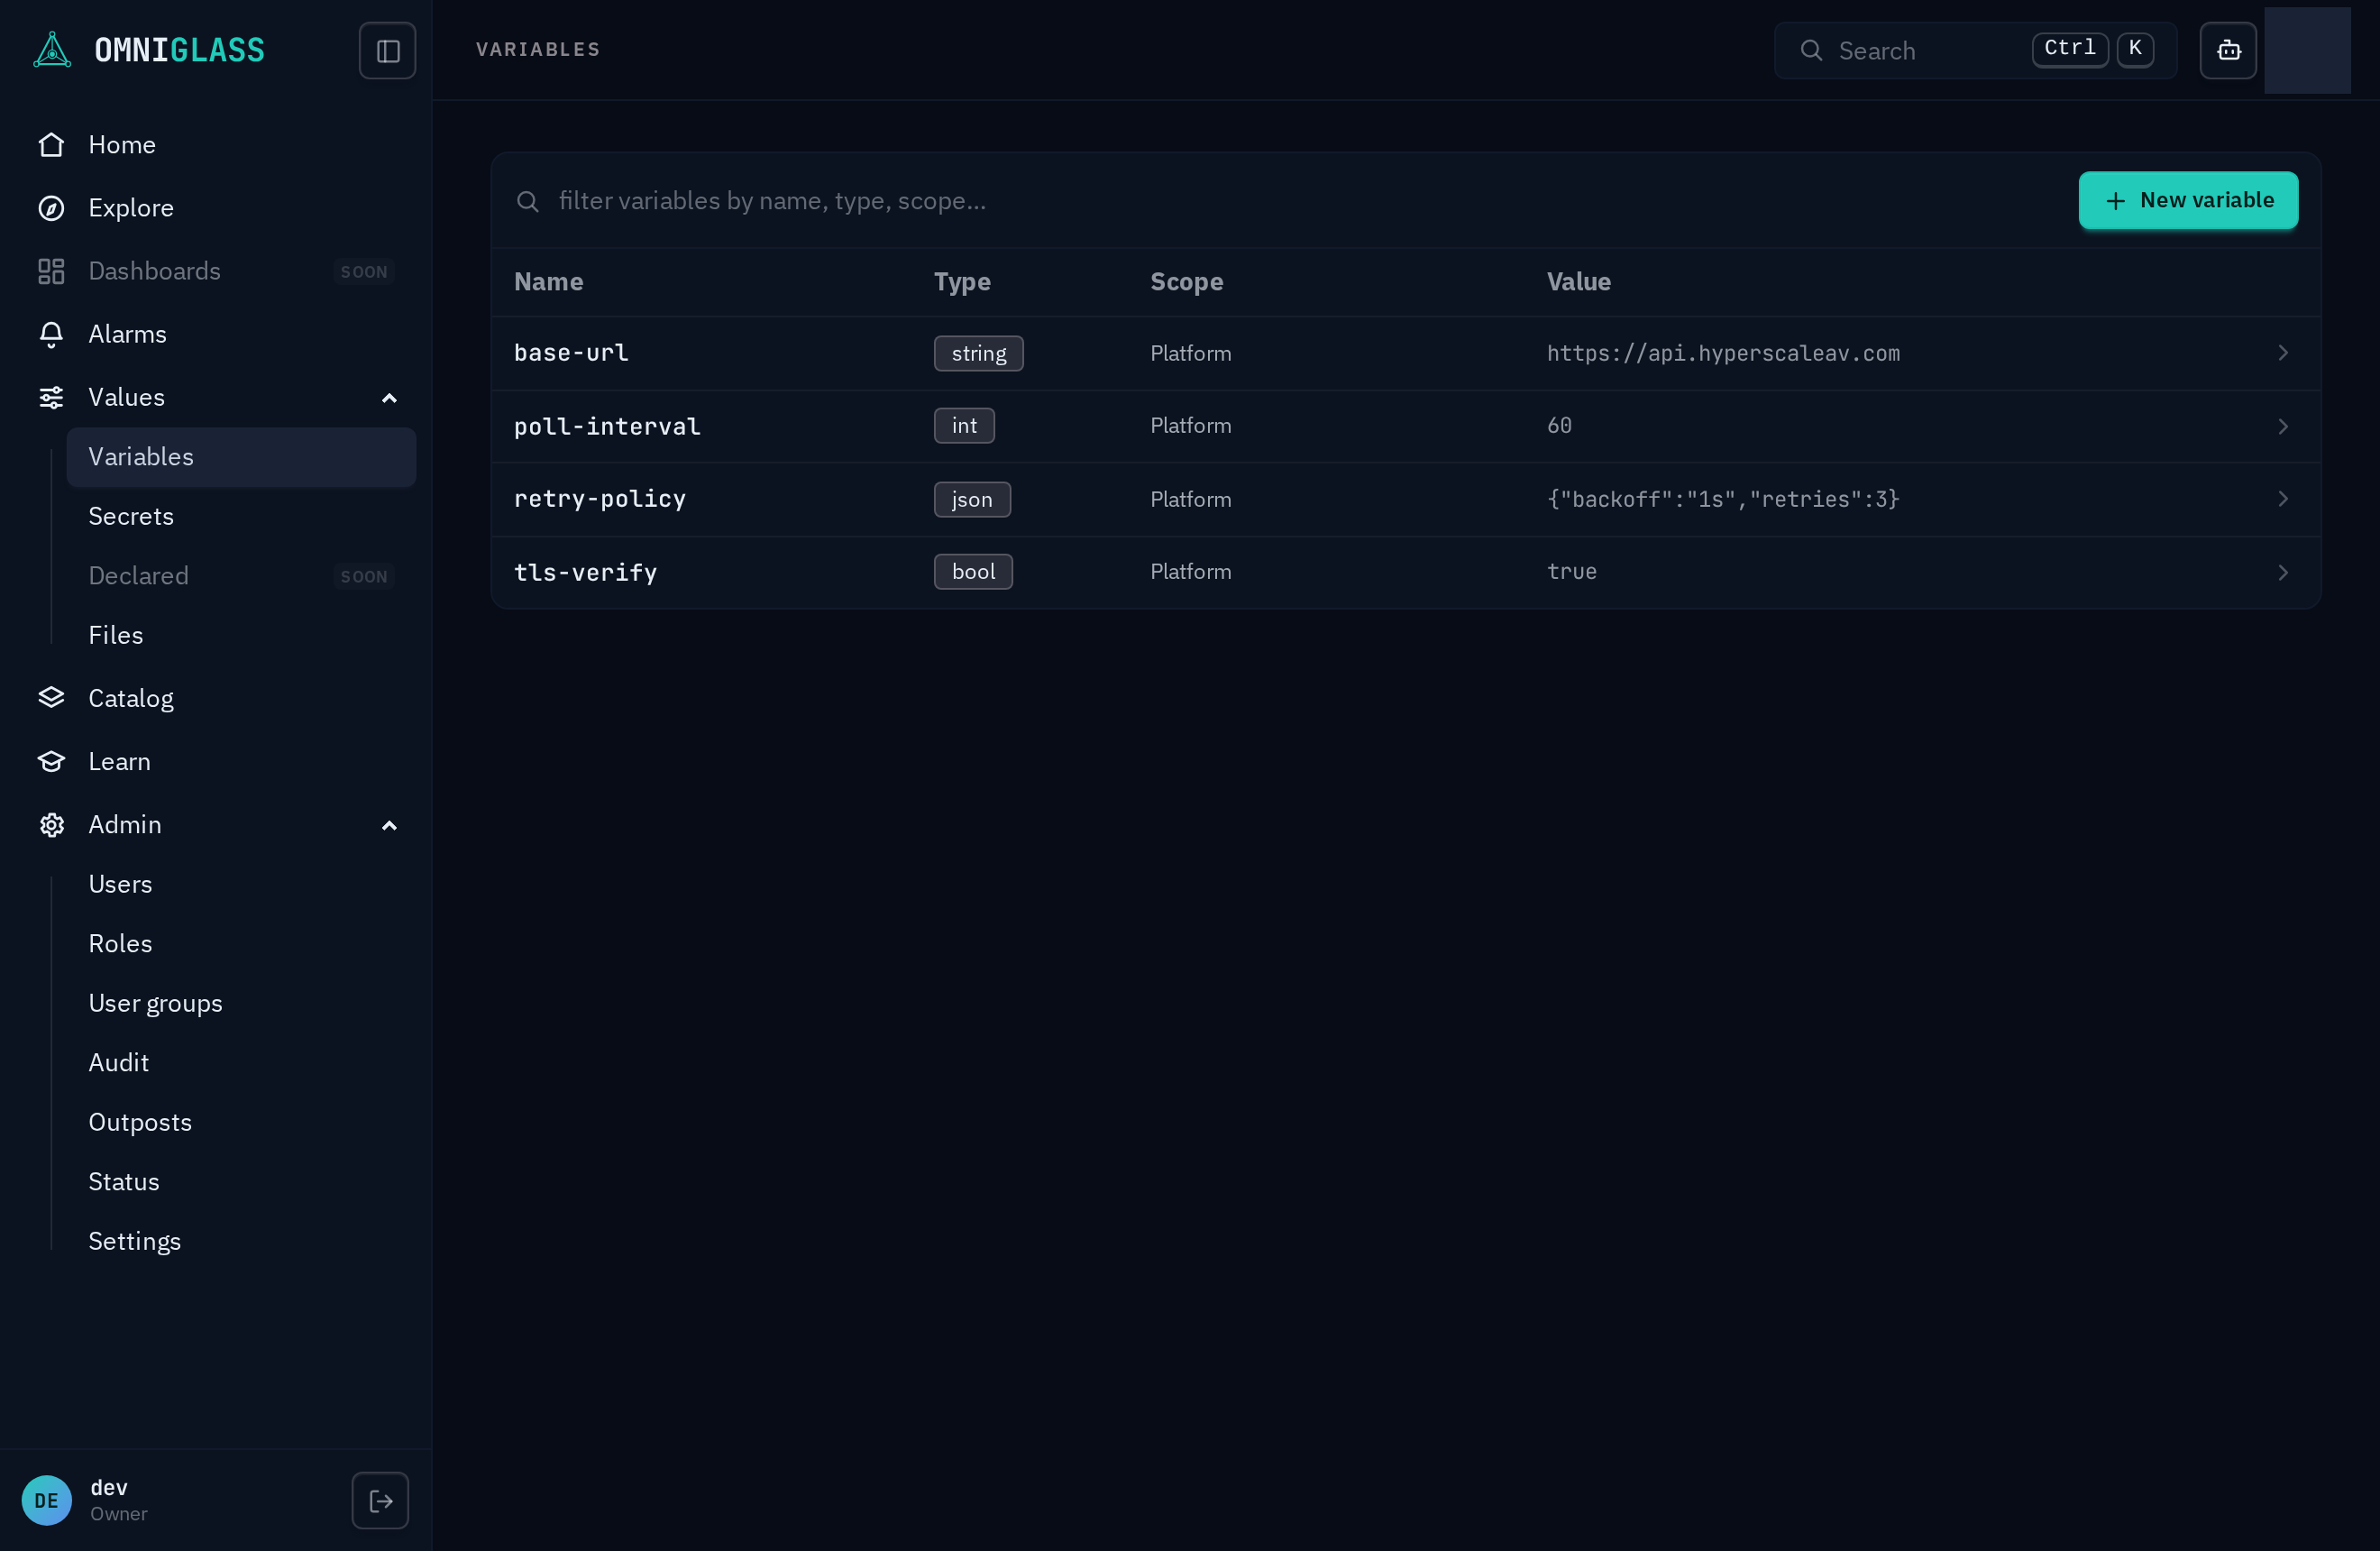 OMNIGLASS
VARIABLES
Search Ctrl K
Home
Explore
Dashboards SOON
Alarms
Values
Variables
Secrets
Declared SOON
Files
Catalog
Learn
Admin
Users
Roles
User groups
Audit
Outposts
Status
Settings
DE dev
Owner
filter variables by name, type, scope...
New variable
Name Type Scope Value
base-url string Platform https://api.hyperscaleav.com
poll-interval int Platform 60
retry-policy json Platform {"backoff":"1s","retries":3}
tls-verify bool Platform true